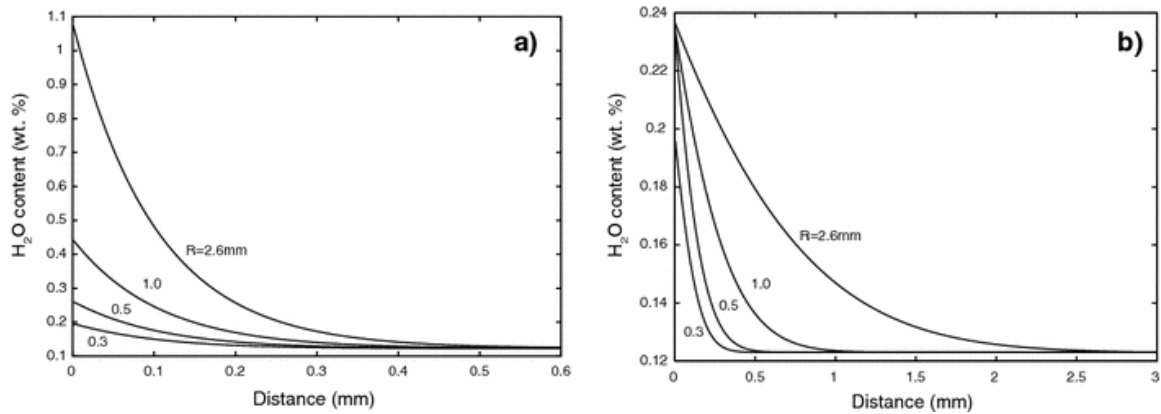 a)
1.1
1
0.9
0.8
0.7
0.6
0.5
0.4
0.3
0.2
0.1
H₂O content (wt. %)
R=2.6mm
1.0
0.5
0.3
0 0.1 0.2 0.3 0.4 0.5 0.6
Distance (mm)
b)
0.24
0.22
0.2
0.18
0.16
0.14
0.12
H₂O content (wt. %)
R=2.6mm
1.0
0.5
0.3
0 0.5 1 1.5 2 2.5 3
Distance (mm)